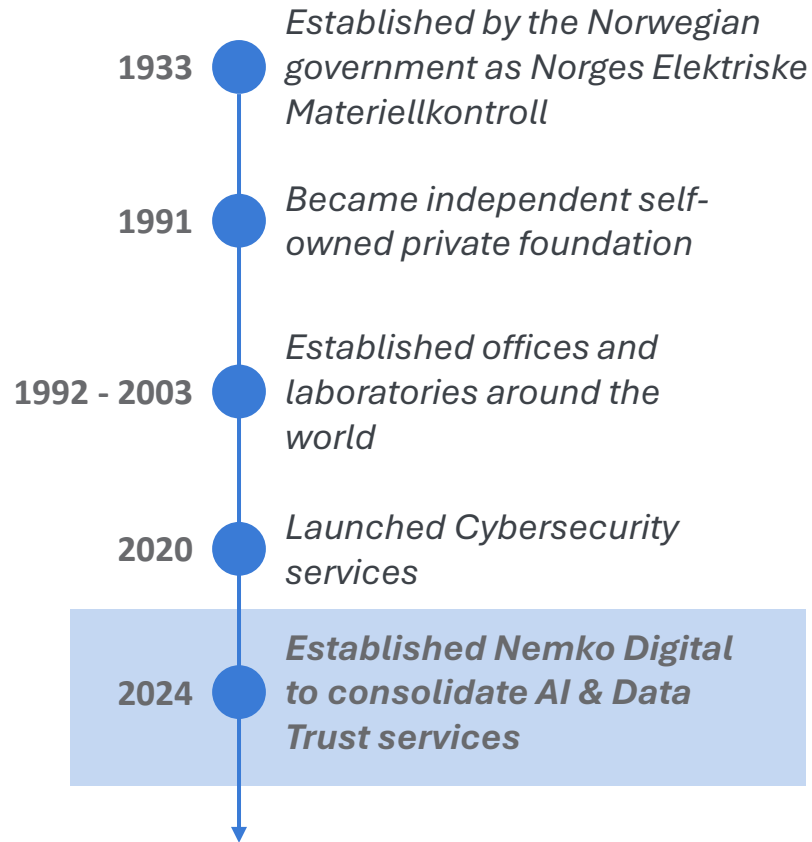 1933
Established by the Norwegian
government as Norges Elektriske
Materiellkontroll
1991
Became independent self-
owned private foundation
1992 - 2003
Established offices and
laboratories around the
world
2020
Launched Cybersecurity
services
2024
Established Nemko Digital
to consolidate AI & Data
Trust services